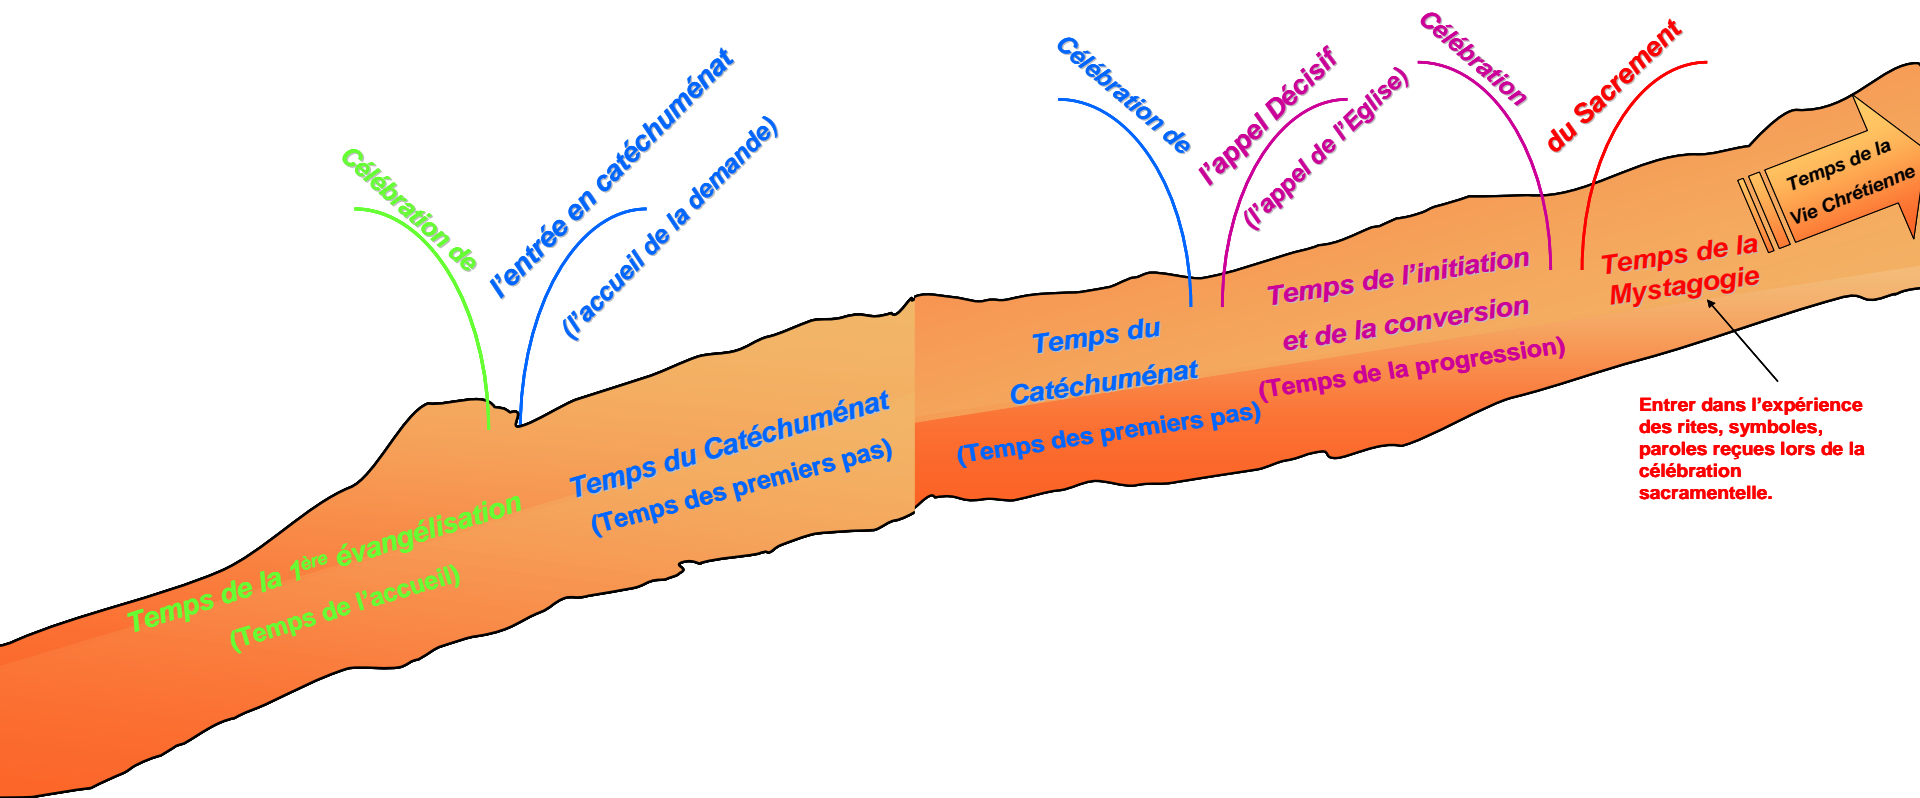 Célébration de
l'entrée en catéchuménat
(l'accueil de la demande)
Célébration de
l'appel Décisif
(l'appel de l'Eglise)
Célébration
du Sacrement
Temps de la 1ère évangélisation
(Temps de l'accueil)
Temps du Catéchuménat
(Temps des premiers pas)
Temps du
Catéchuménat
(Temps des premiers pas)
Temps de l'initiation
et de la conversion
(Temps de la progression)
Temps de la
Mystagogie
Temps de la
Vie Chrétienne
Entrer dans l'expérience
des rites, symboles,
paroles reçues lors de la
célébration
sacramentelle.